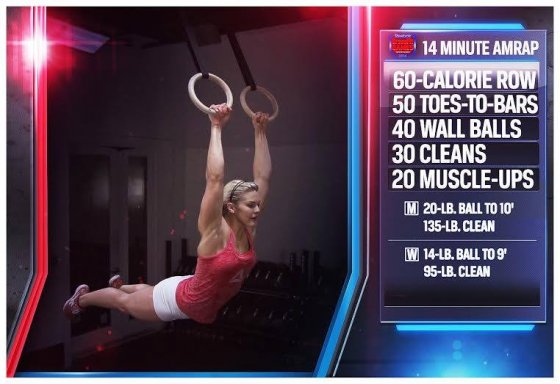 Reebok
14 MINUTE AMRAP
60-CALORIE ROW
50 TOES-TO-BARS
40 WALL BALLS
30 CLEANS
20 MUSCLE-UPS
M 20-LB. BALL TO 10'
135-LB. CLEAN
W 14-LB. BALL TO 9'
95-LB. CLEAN